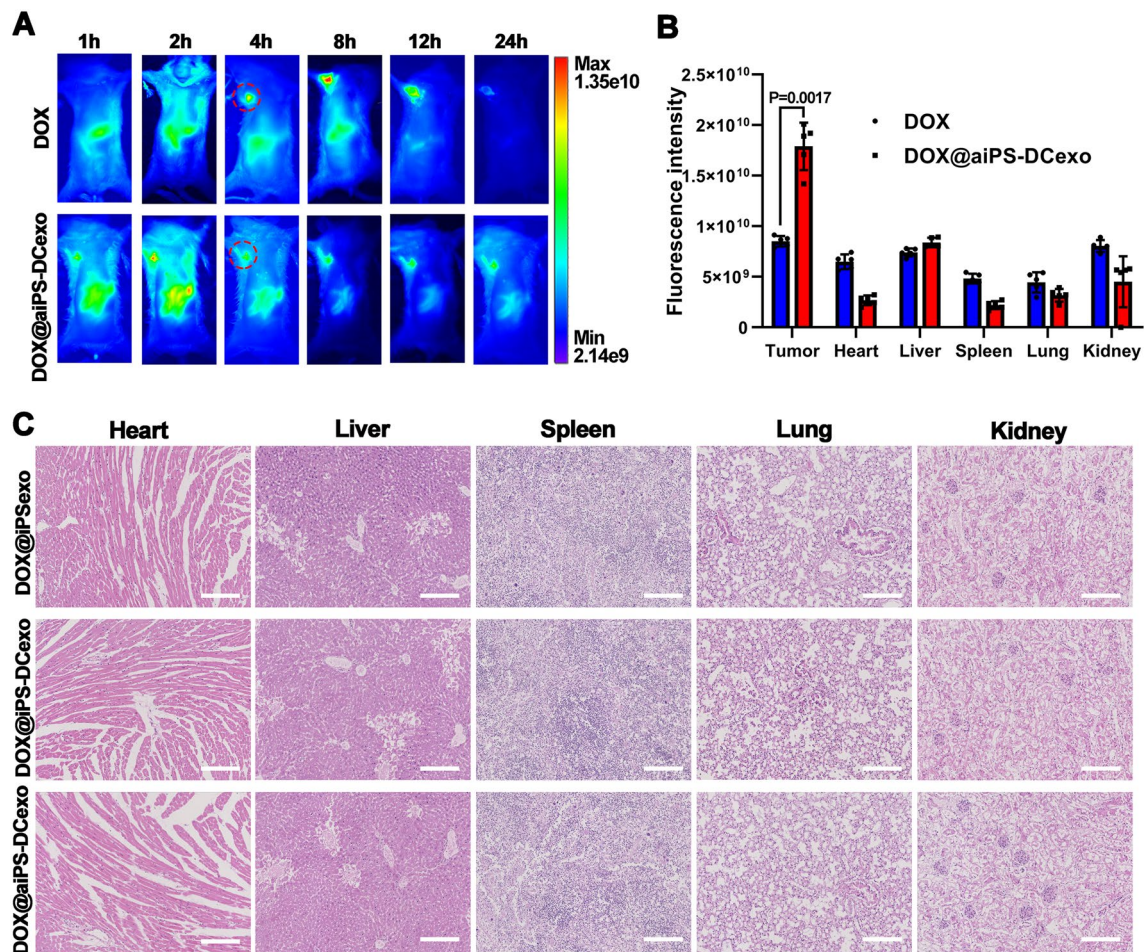 A
1h 2h 4h 8h 12h 24h
DOX
DOX@aiPS-DCexo
Max
1.35e10
Min
2.14e9
B
Fluorescence intensity
2.5×10¹⁰
2×10¹⁰
1.5×10¹⁰
1×10¹⁰
5×10⁹
0
P=0.0017
DOX
DOX@aiPS-DCexo
Tumor Heart Liver Spleen Lung Kidney
C
Heart Liver Spleen Lung Kidney
DOX@iPSexo
DOX@iPS-DCexo
DOX@aiPS-DCexo